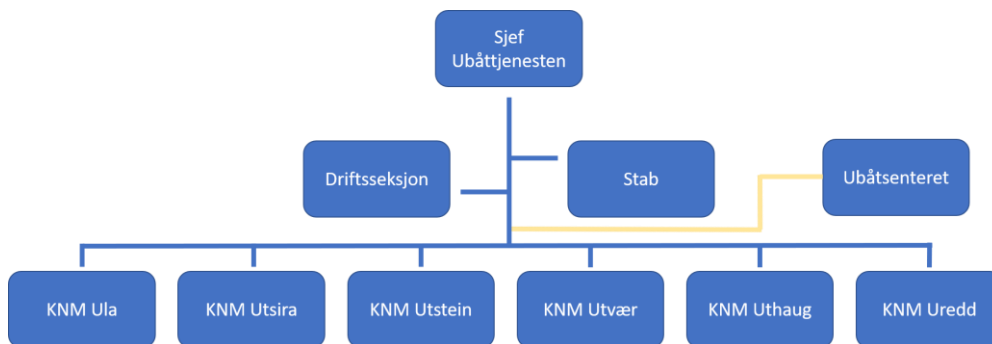 Sjef
Ubåttjenesten
Driftsseksjon
Stab
Ubåtsenteret
KNM Ula
KNM Utsira
KNM Utstein
KNM Utvær
KNM Uthaug
KNM Uredd